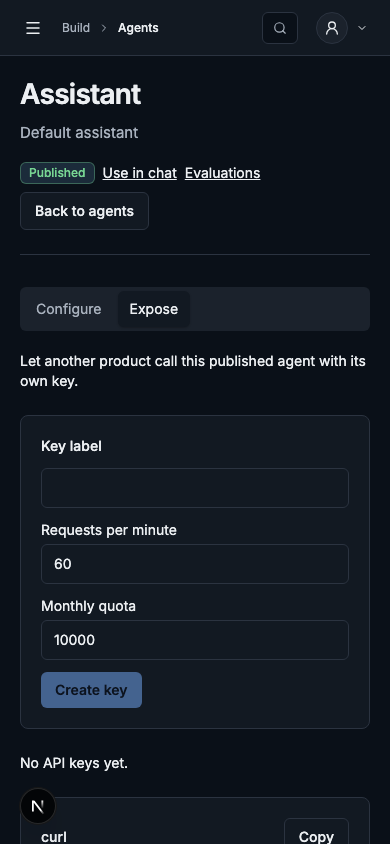 Build > Agents
Assistant
Default assistant
Published Use in chat Evaluations
Back to agents
Configure Expose
Let another product call this published agent with its
own key.
Key label
Requests per minute
60
Monthly quota
10000
Create key
No API keys yet.
N
curl Copy